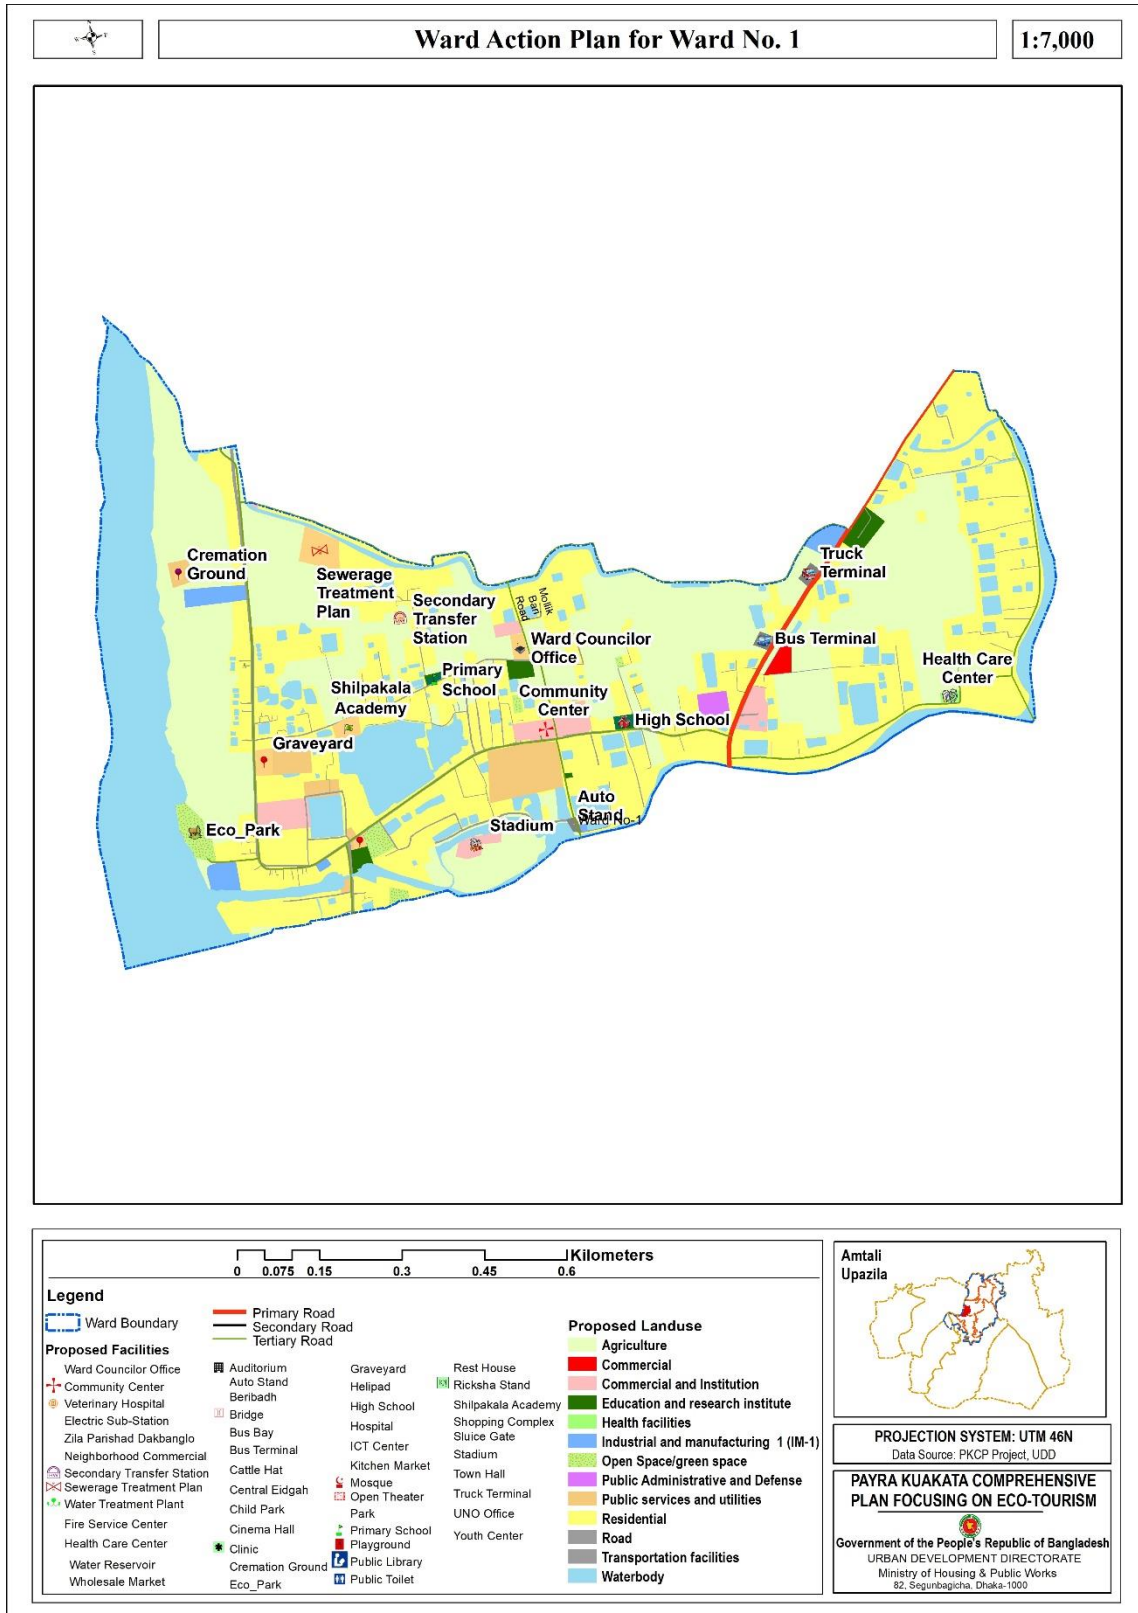 Ward Action Plan for Ward No. 1
1:7,000
Cremation
Ground
Sewerage
Treatment
Plan
Secondary
Transfer
Station
Mollik
Bari
Road
Ward Councilor
Office
Primary
School
Shilpakala
Academy
Community
Center
High School
Graveyard
Truck
Terminal
Bus Terminal
Health Care
Center
Eco_Park
Stadium
Auto
Stand
Ward No-1
Kilometers
0 0.075 0.15 0.3 0.45 0.6
Legend
Ward Boundary
Primary Road
Secondary Road
Tertiary Road
Proposed Facilities
Ward Councilor Office
Community Center
Veterinary Hospital
Electric Sub-Station
Zila Parishad Dakbanglo
Neighborhood Commercial
Secondary Transfer Station
Sewerage Treatment Plan
Water Treatment Plant
Fire Service Center
Health Care Center
Water Reservoir
Wholesale Market
Auditorium
Auto Stand
Beribadh
Bridge
Bus Bay
Bus Terminal
Cattle Hat
Central Eidgah
Child Park
Cinema Hall
Clinic
Cremation Ground
Eco_Park
Graveyard
Helipad
High School
Hospital
ICT Center
Kitchen Market
Mosque
Open Theater
Park
Primary School
Playground
Public Library
Public Toilet
Rest House
Ricksha Stand
Shilpakala Academy
Shopping Complex
Sluice Gate
Stadium
Town Hall
Truck Terminal
UNO Office
Youth Center
Proposed Landuse
Agriculture
Commercial
Commercial and Institution
Education and research institute
Health facilities
Industrial and manufacturing 1 (IM-1)
Open Space/green space
Public Administrative and Defense
Public services and utilities
Residential
Road
Transportation facilities
Waterbody
Amtali
Upazila
PROJECTION SYSTEM: UTM 46N
Data Source: PKCP Project, UDD
PAYRA KUAKATA COMPREHENSIVE
PLAN FOCUSING ON ECO-TOURISM
Government of the People's Republic of Bangladesh
URBAN DEVELOPMENT DIRECTORATE
Ministry of Housing & Public Works
82, Segunbagicha, Dhaka-1000